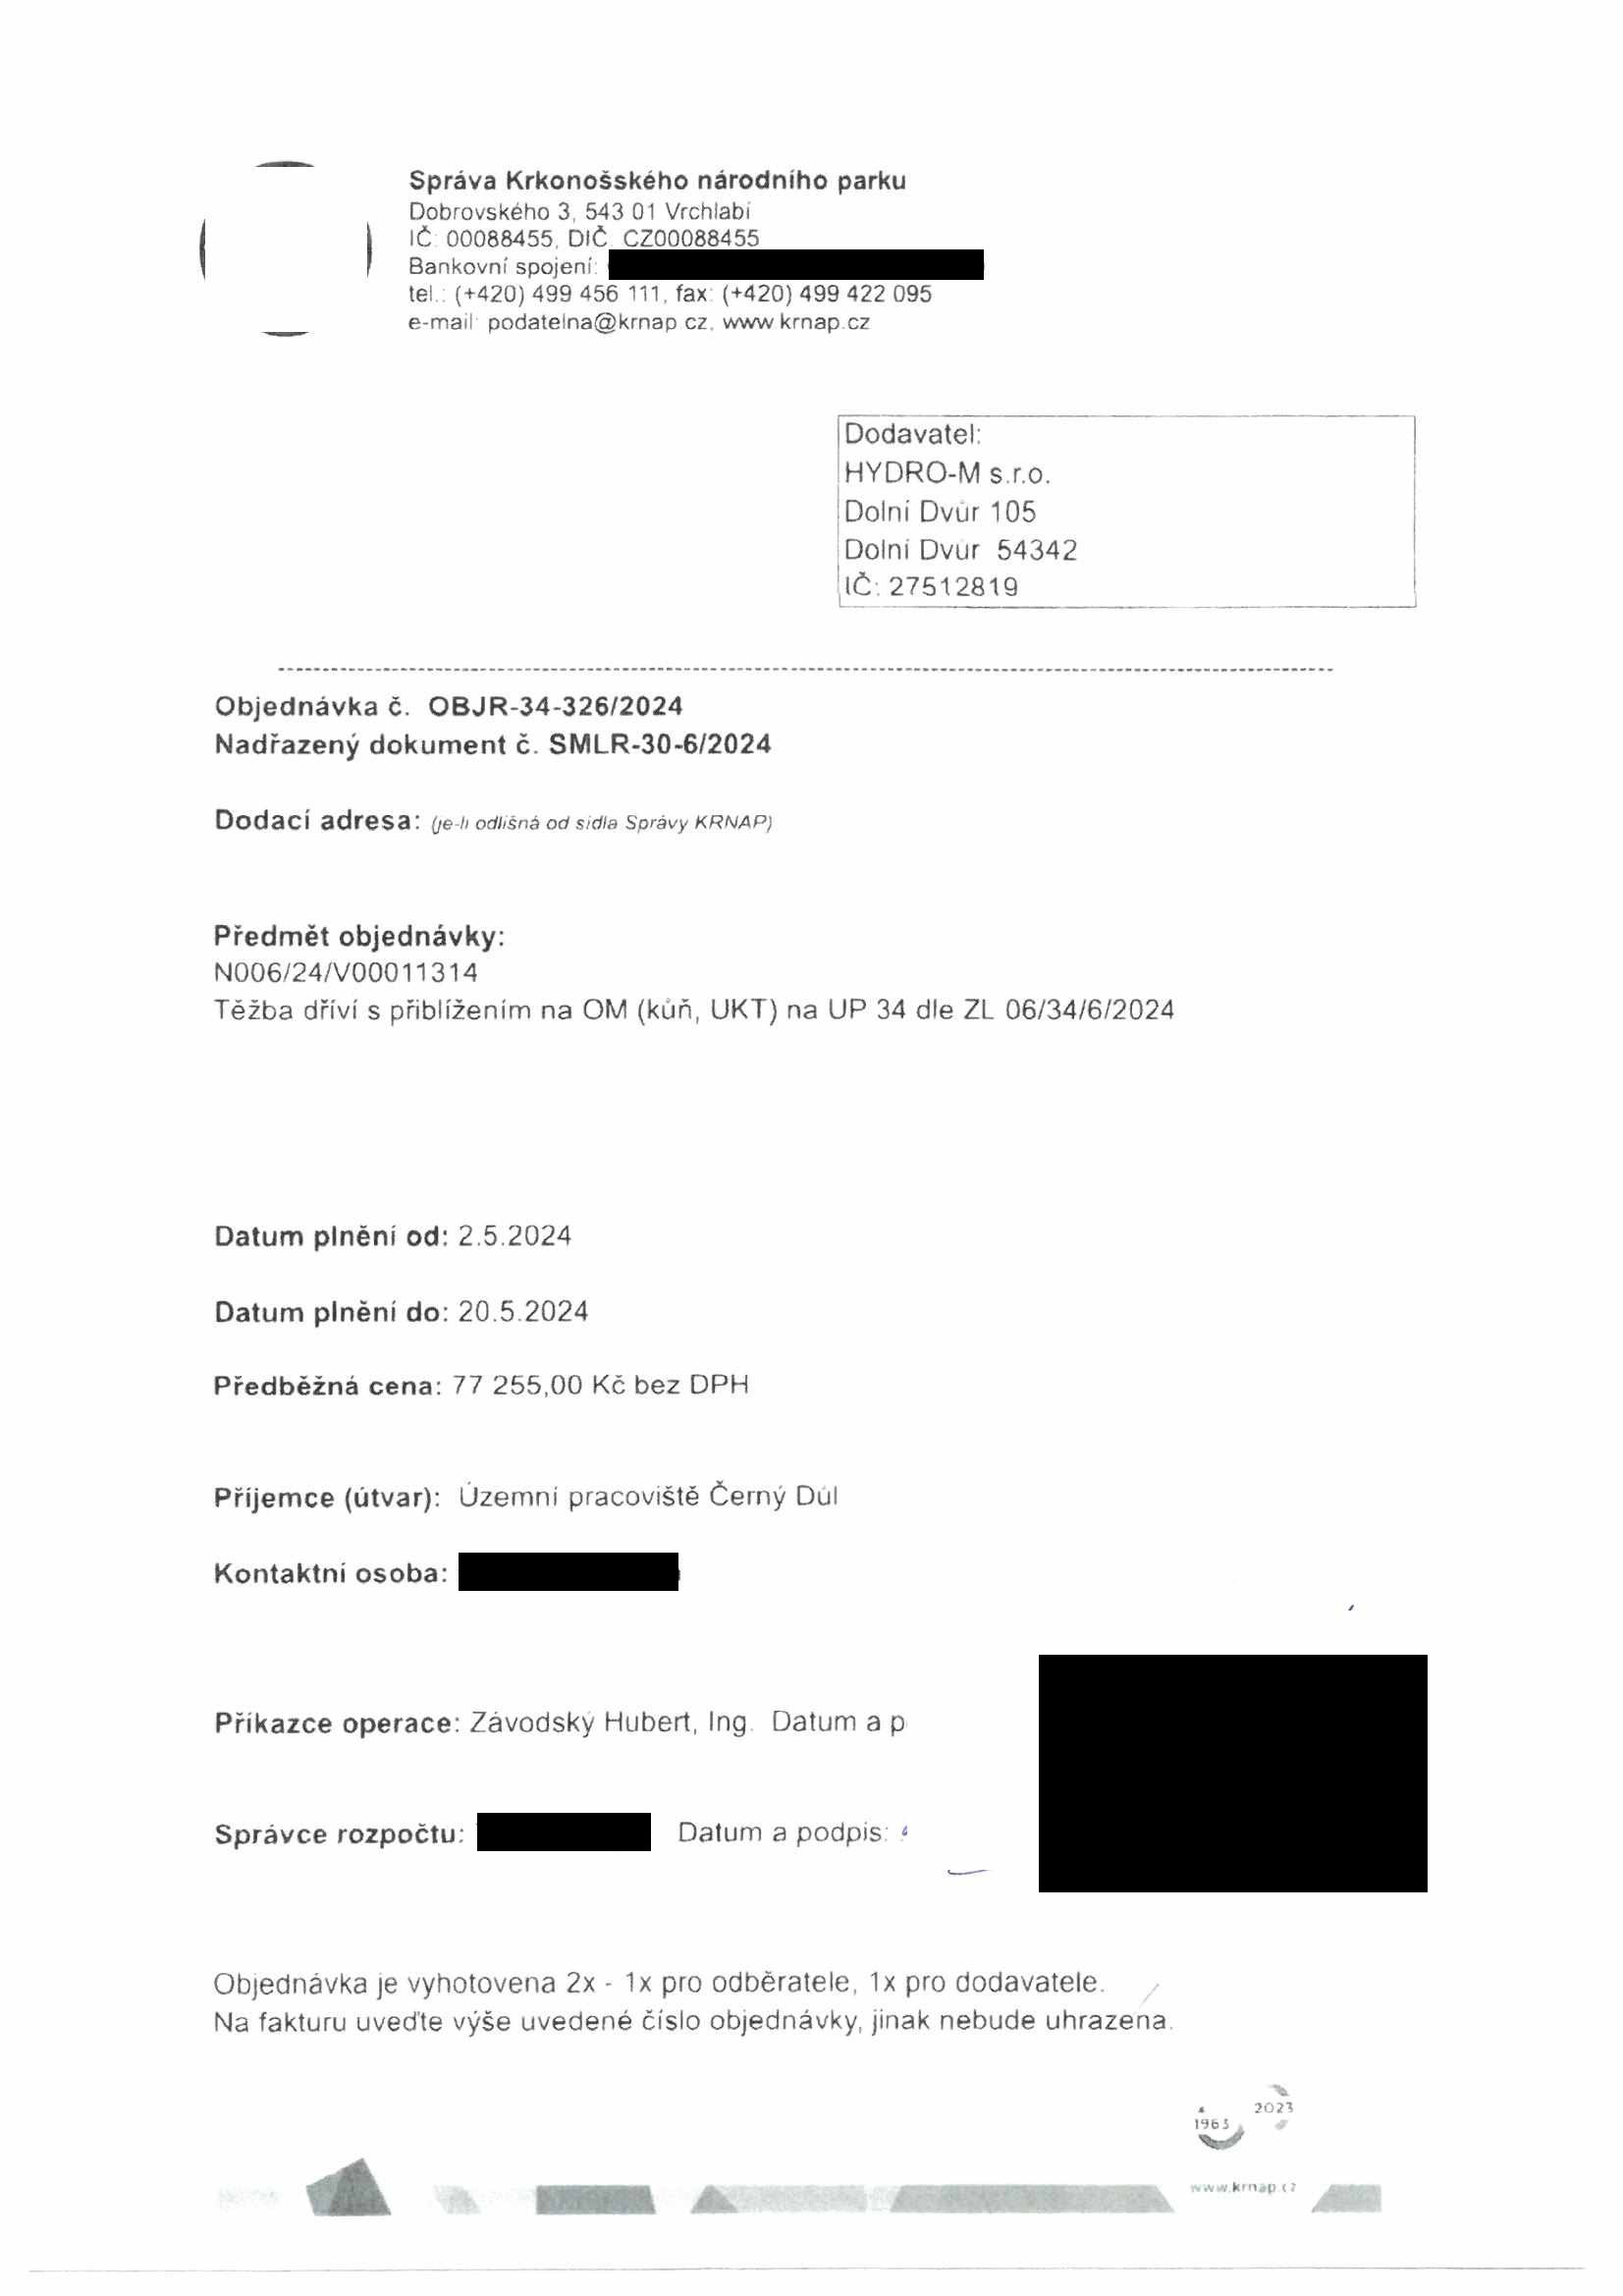 Správa Krkonošského národního parku
Dobrovského 3, 543 01 Vrchlabí
IČ: 00088455, DIČ: CZ00088455
Bankovní spojení:
tel.: (+420) 499 456 111, fax: (+420) 499 422 095
e-mail: podatelna@krnap.cz, www.krnap.cz
Dodavatel:
HYDRO-M s.r.o.
Dolní Dvůr 105
Dolní Dvůr 54342
IČ: 27512819
Objednávka č. OBJR-34-326/2024
Nadřazený dokument č. SMLR-30-6/2024
Dodací adresa: (je-li odlišná od sídla Správy KRNAP)
Předmět objednávky:
N006/24/V00011314
Těžba dříví s přiblížením na OM (kůň, UKT) na UP 34 dle ZL 06/34/6/2024
Datum plnění od: 2.5.2024
Datum plnění do: 20.5.2024
Předběžná cena: 77 255,00 Kč bez DPH
Příjemce (útvar): Územní pracoviště Černý Důl
Kontaktní osoba:
Příkazce operace: Závodský Hubert, Ing. Datum a p
Správce rozpočtu: Datum a podpis:
Objednávka je vyhotovena 2x - 1x pro odběratele, 1x pro dodavatele.
Na fakturu uveďte výše uvedené číslo objednávky, jinak nebude uhrazena.
2023
1963
www.krnap.cz